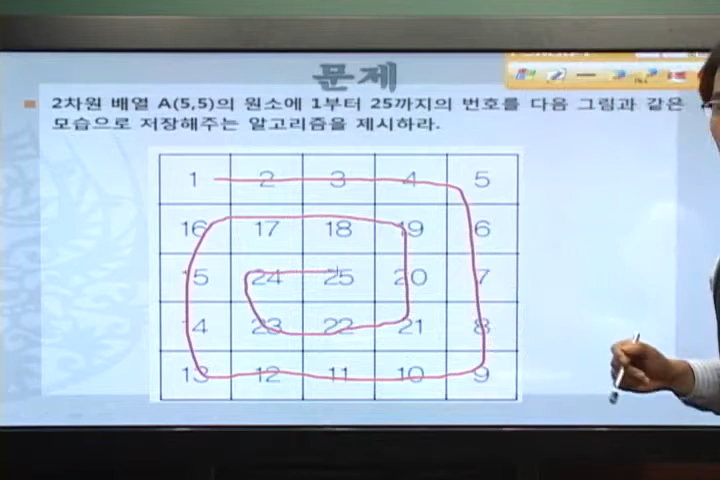 문제
2차원 배열 A(5,5)의 원소에 1부터 25까지의 번호를 다음 그림과 같은
모습으로 저장해주는 알고리즘을 제시하라.
1 2 3 4 5
16 17 18 19 6
15 24 25 20 7
14 23 22 21 8
13 12 11 10 9